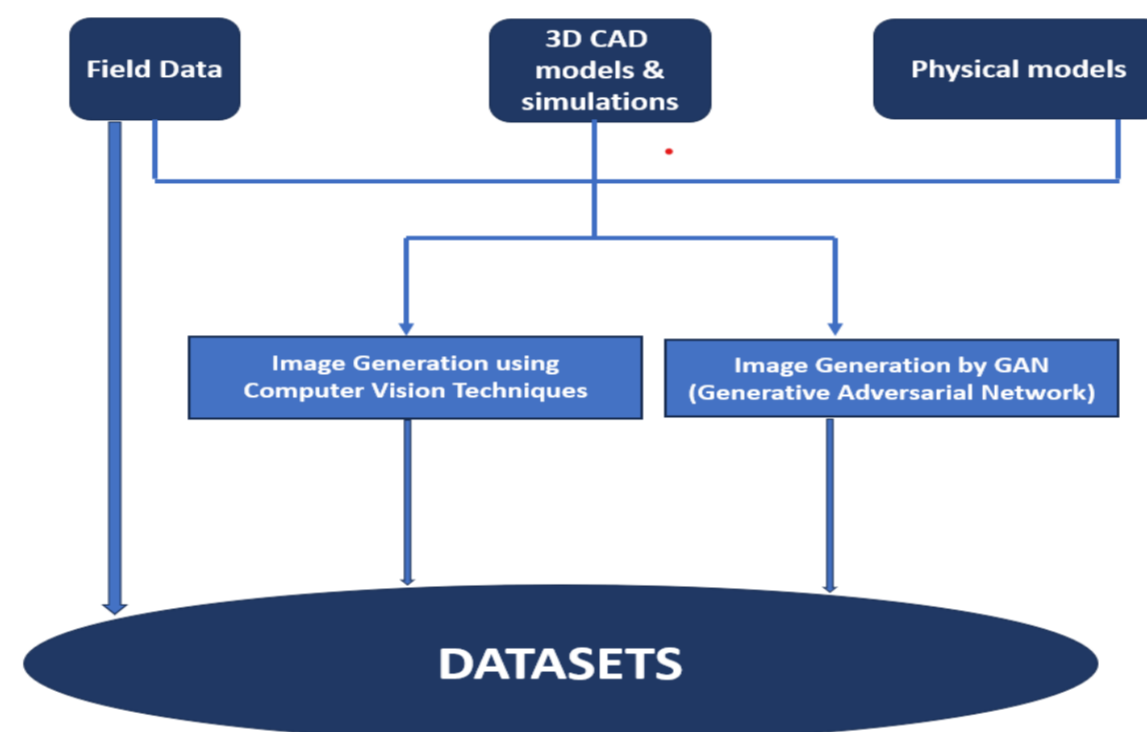 Field Data
3D CAD
models &
simulations
Physical models
Image Generation using
Computer Vision Techniques
Image Generation by GAN
(Generative Adversarial Network)
DATASETS